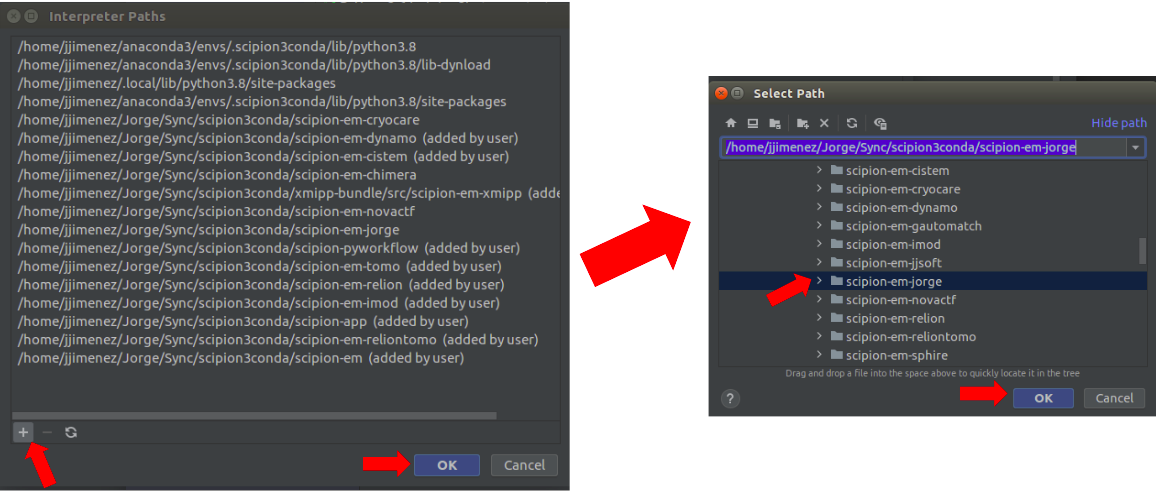 Interpreter Paths
/home/jjimenez/anaconda3/envs/.scipion3conda/lib/python3.8
/home/jjimenez/anaconda3/envs/.scipion3conda/lib/python3.8/lib-dynload
/home/jjimenez/.local/lib/python3.8/site-packages
/home/jjimenez/anaconda3/envs/.scipion3conda/lib/python3.8/site-packages
/home/jjimenez/Jorge/Sync/scipion3conda/scipion-em-cryocare
/home/jjimenez/Jorge/Sync/scipion3conda/scipion-em-dynamo (added by user)
/home/jjimenez/Jorge/Sync/scipion3conda/scipion-em-cistem (added by user)
/home/jjimenez/Jorge/Sync/scipion3conda/scipion-em-chimera
/home/jjimenez/Jorge/Sync/scipion3conda/xmipp-bundle/src/scipion-em-xmipp (adde
/home/jjimenez/Jorge/Sync/scipion3conda/scipion-em-novactf
/home/jjimenez/Jorge/Sync/scipion3conda/scipion-em-jorge
/home/jjimenez/Jorge/Sync/scipion3conda/scipion-pyworkflow (added by user)
/home/jjimenez/Jorge/Sync/scipion3conda/scipion-em-tomo (added by user)
/home/jjimenez/Jorge/Sync/scipion3conda/scipion-em-relion (added by user)
/home/jjimenez/Jorge/Sync/scipion3conda/scipion-em-imod (added by user)
/home/jjimenez/Jorge/Sync/scipion3conda/scipion-app (added by user)
/home/jjimenez/Jorge/Sync/scipion3conda/scipion-em-reliontomo (added by user)
/home/jjimenez/Jorge/Sync/scipion3conda/scipion-em (added by user)
OK Cancel
Select Path
Hide path
/home/jjimenez/Jorge/Sync/scipion3conda/scipion-em-jorge
scipion-em-cistem
scipion-em-cryocare
scipion-em-dynamo
scipion-em-gautomatch
scipion-em-imod
scipion-em-jjsoft
scipion-em-jorge
scipion-em-novactf
scipion-em-relion
scipion-em-reliontomo
scipion-em-sphire
Drag and drop a file into the space above to quickly locate it in the tree
? OK Cancel